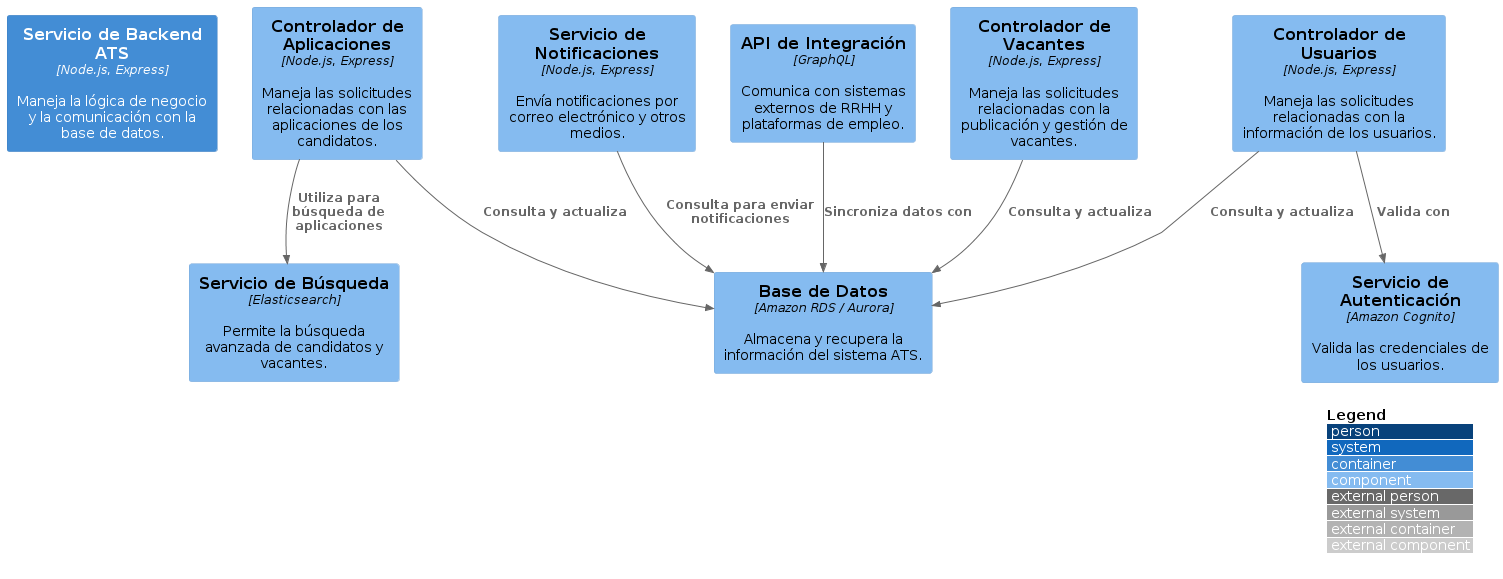 Servicio de Backend
ATS
[Node.js, Express]
Maneja la lógica de negocio
y la comunicación con la
base de datos.
Controlador de
Aplicaciones
[Node.js, Express]
Maneja las solicitudes
relacionadas con las
aplicaciones de los
candidatos.
Servicio de
Notificaciones
[Node.js, Express]
Envía notificaciones por
correo electrónico y otros
medios.
API de Integración
[GraphQL]
Comunica con sistemas
externos de RRHH y
plataformas de empleo.
Controlador de
Vacantes
[Node.js, Express]
Maneja las solicitudes
relacionadas con la
publicación y gestión de
vacantes.
Controlador de
Usuarios
[Node.js, Express]
Maneja las solicitudes
relacionadas con la
información de los usuarios.
Utiliza para
búsqueda de
aplicaciones
Consulta y actualiza
Consulta para enviar
notificaciones
Sincroniza datos con
Consulta y actualiza
Consulta y actualiza
Valida con
Servicio de Búsqueda
[Elasticsearch]
Permite la búsqueda
avanzada de candidatos y
vacantes.
Base de Datos
[Amazon RDS / Aurora]
Almacena y recupera la
información del sistema ATS.
Servicio de
Autenticación
[Amazon Cognito]
Valida las credenciales de
los usuarios.
Legend
person
system
container
component
external person
external system
external container
external component